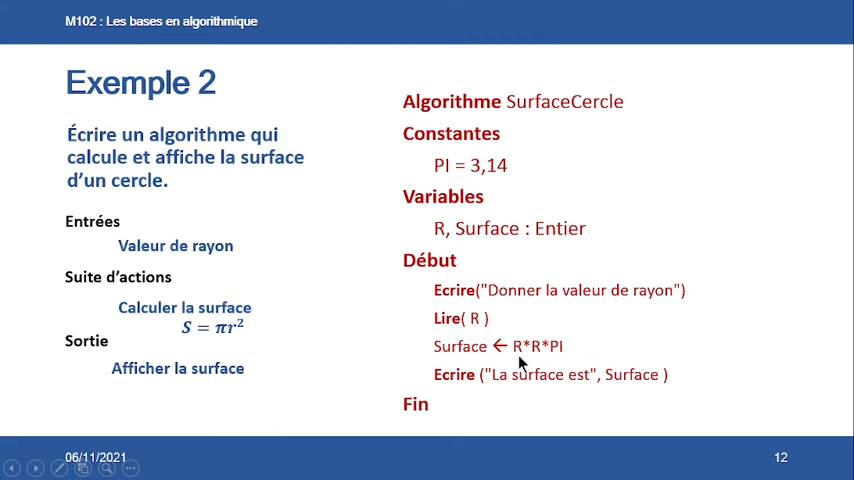 M102 : Les bases en algorithmique
Exemple 2
Écrire un algorithme qui
calcule et affiche la surface
d'un cercle.
Entrées
Valeur de rayon
Suite d'actions
Calculer la surface
S = πr²
Sortie
Afficher la surface
Algorithme SurfaceCercle
Constantes
PI = 3,14
Variables
R, Surface : Entier
Début
Ecrire("Donner la valeur de rayon")
Lire( R )
Surface ← R*R*PI
Ecrire ("La surface est", Surface )
Fin
06/11/2021
12